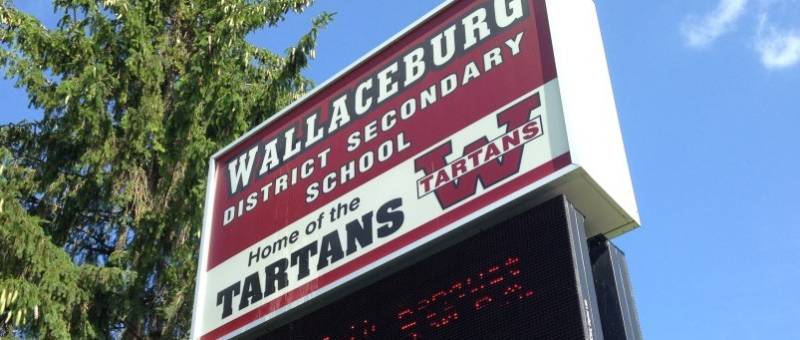 WALLACEBURG
DISTRICT SECONDARY
SCHOOL
Home of the
TARTANS
W
TARTANS